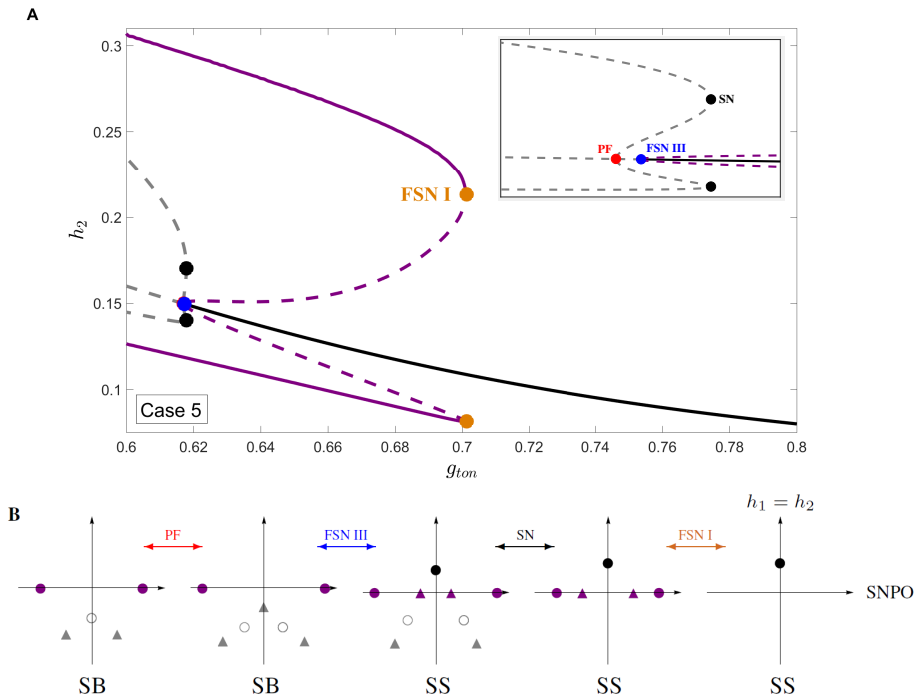 A
0.3
0.25
0.2
0.15
0.1
h₂
0.6 0.62 0.64 0.66 0.68 0.7 0.72 0.74 0.76 0.78 0.8
g_ton
FSN I
Case 5
SN
PF
FSN III
B
h₁ = h₂
PF FSN III SN FSN I
SNPO
SB SB SS SS SS